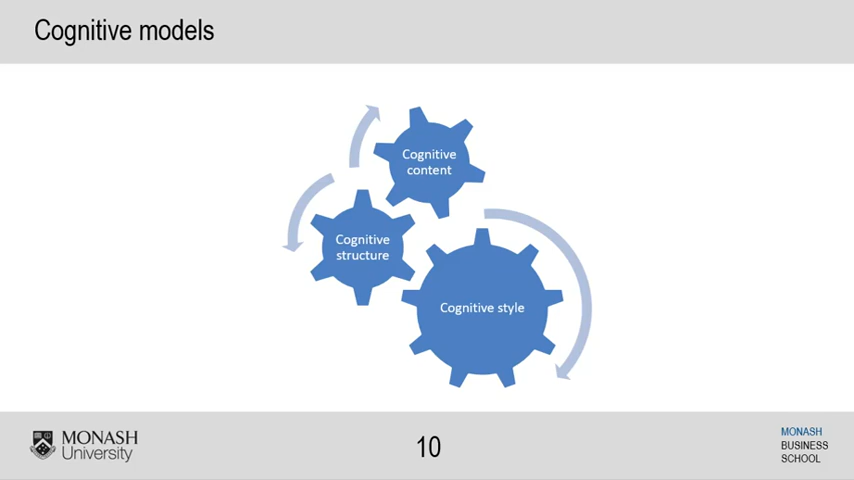 Cognitive models
Cognitive
content
Cognitive
structure
Cognitive style
MONASH
University
10
MONASH
BUSINESS
SCHOOL